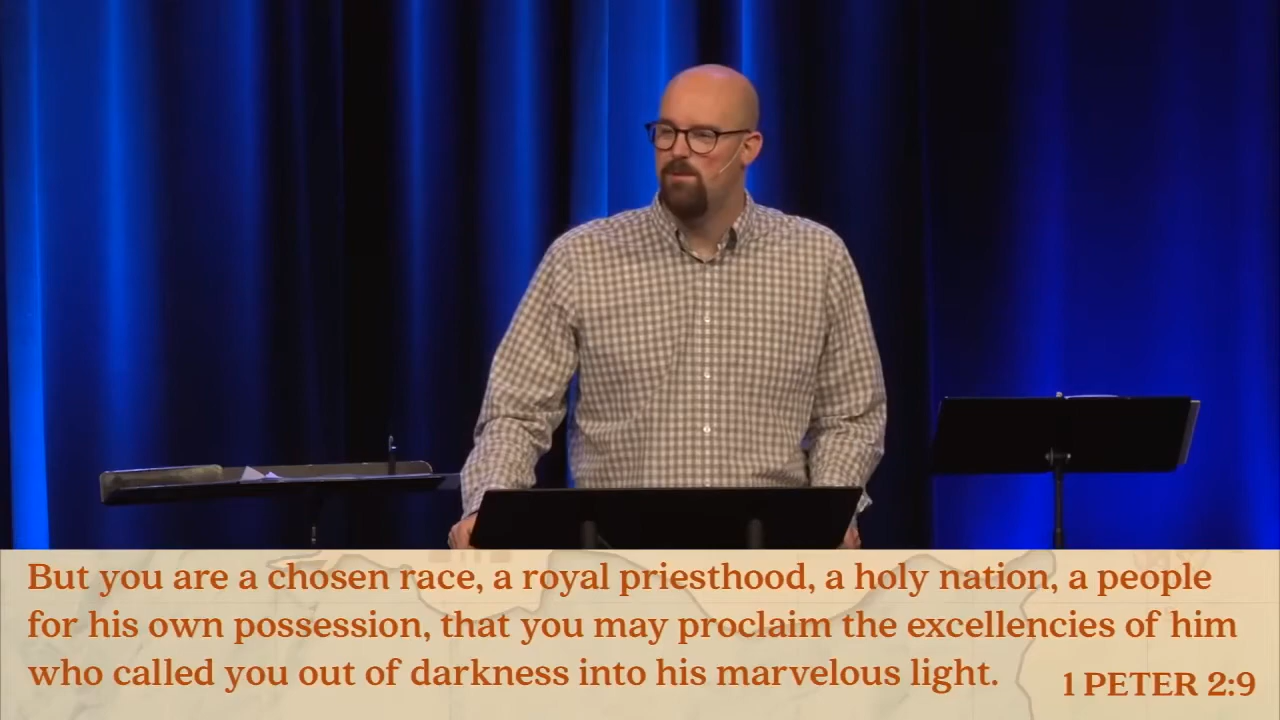 But you are a chosen race, a royal priesthood, a holy nation, a people
for his own possession, that you may proclaim the excellencies of him
who called you out of darkness into his marvelous light.
1 PETER 2:9